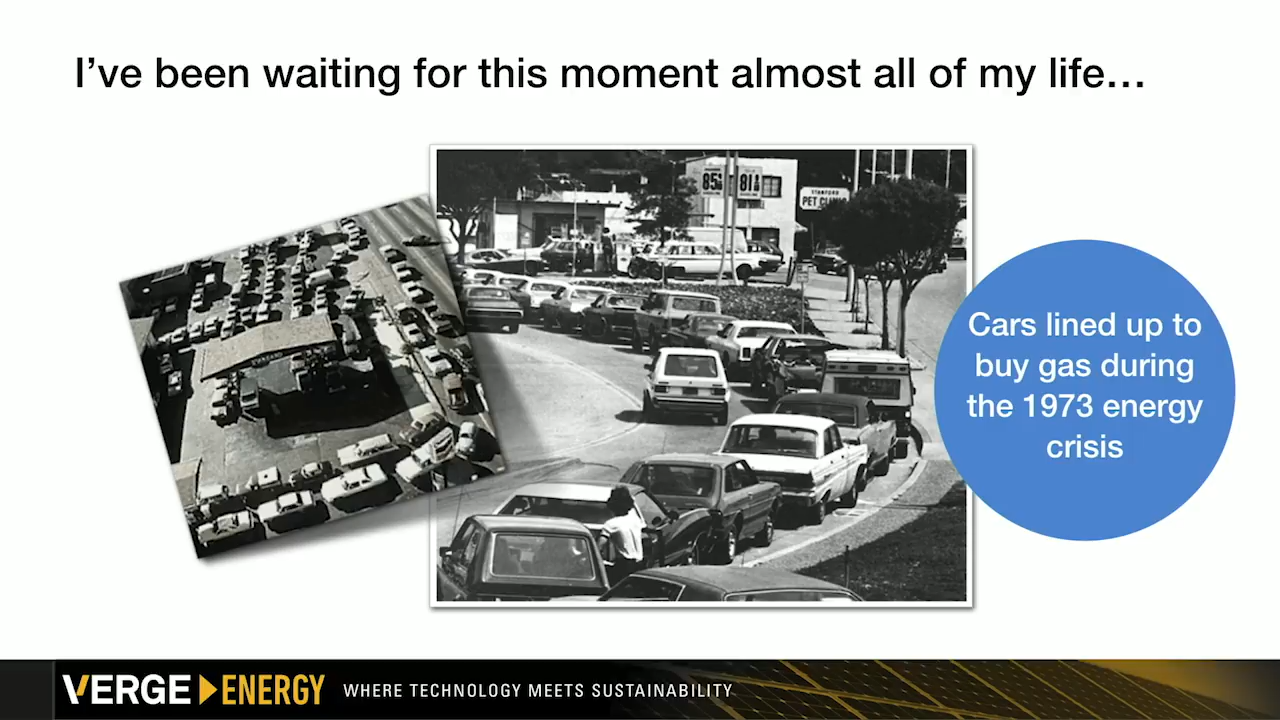 I've been waiting for this moment almost all of my life…
85
81
STANFORD
PET CLINIC
Cars lined up to
buy gas during
the 1973 energy
crisis
VERGE ENERGY WHERE TECHNOLOGY MEETS SUSTAINABILITY